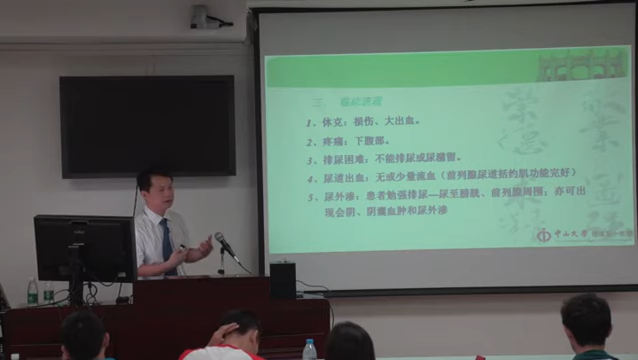 三、临床表现
1、休克：损伤、大出血。
2、疼痛：下腹部。
3、排尿困难：不能排尿或尿潴留。
4、尿道出血：无或少量流血（前列腺尿道括约肌功能完好）
5、尿外渗：患者勉强排尿—尿至膀胱、前列腺周围；亦可出
现会阴、阴囊血肿和尿外渗
中山大学